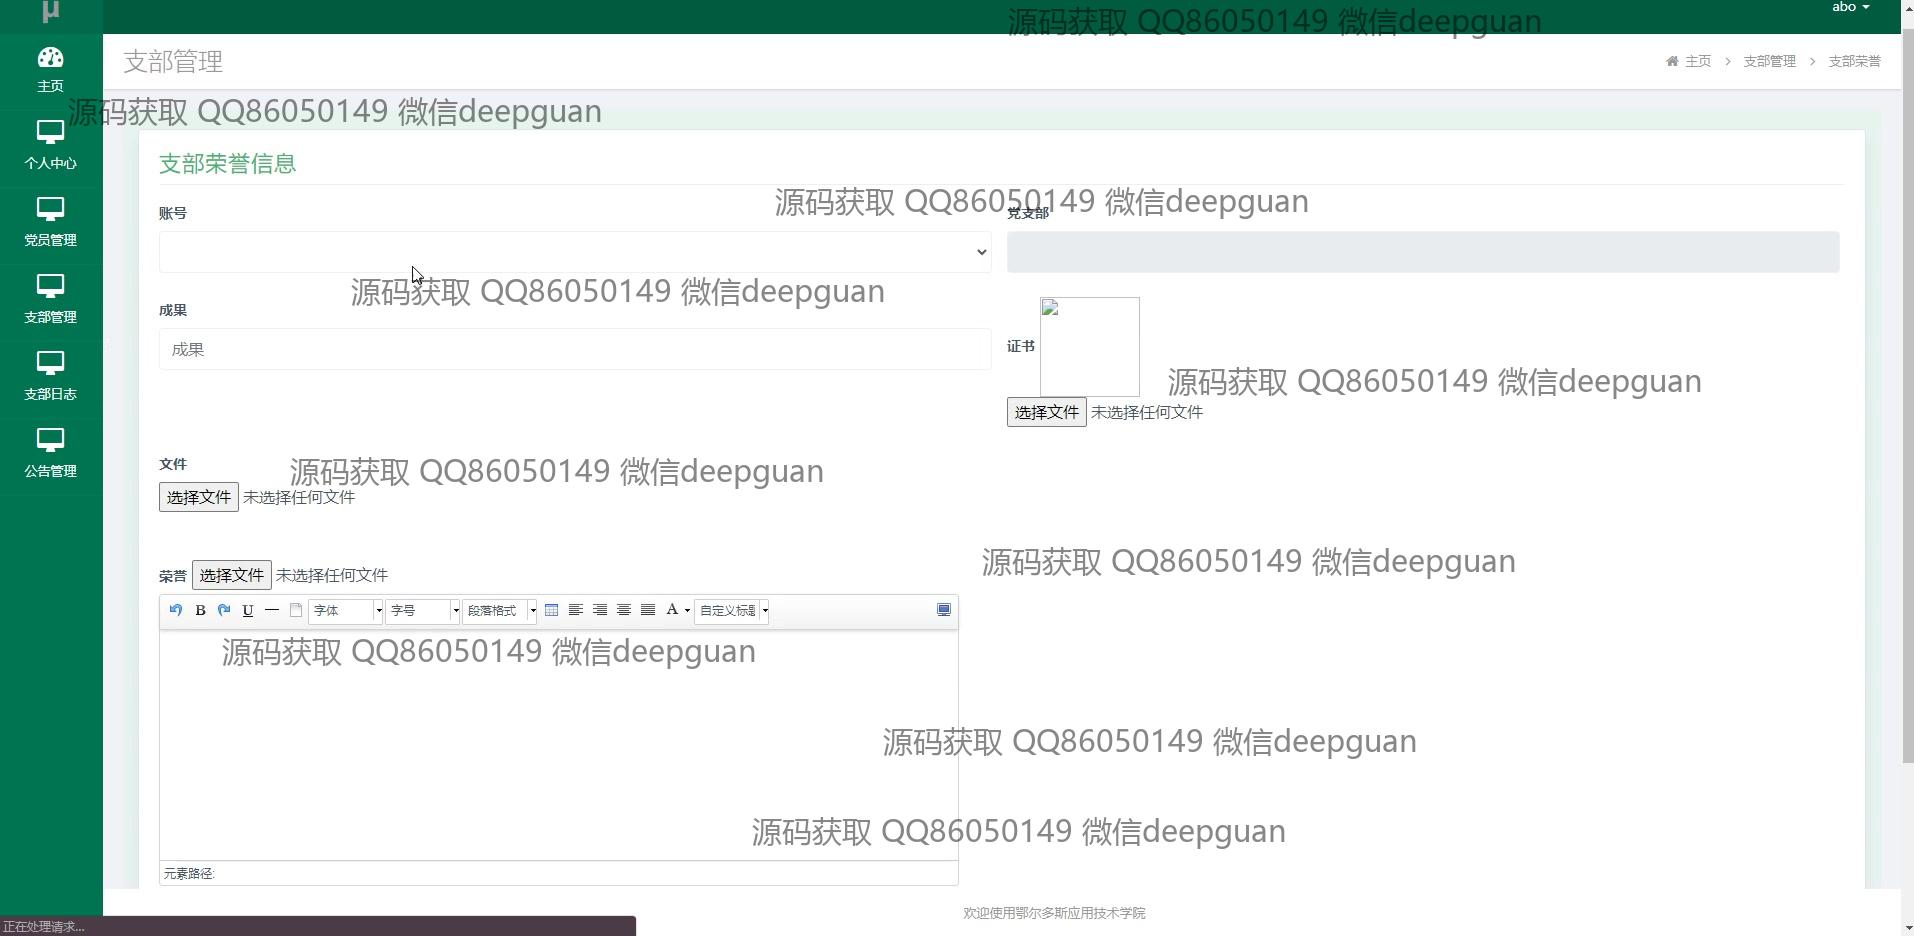 μ
abo
源码获取 QQ86050149 微信deepguan
主页
支部管理
主页 > 支部管理 > 支部荣誉
源码获取 QQ86050149 微信deepguan
个人中心
支部荣誉信息
源码获取 QQ86050149 微信deepguan
账号
党支部
党员管理
源码获取 QQ86050149 微信deepguan
支部管理
成果
成果
证书
源码获取 QQ86050149 微信deepguan
支部日志
选择文件 未选择任何文件
公告管理
文件
源码获取 QQ86050149 微信deepguan
选择文件 未选择任何文件
源码获取 QQ86050149 微信deepguan
荣誉 选择文件 未选择任何文件
B U 字体 字号 段落格式 A 自定义标题
源码获取 QQ86050149 微信deepguan
源码获取 QQ86050149 微信deepguan
源码获取 QQ86050149 微信deepguan
元素路径:
欢迎使用鄂尔多斯应用技术学院
正在处理请求...